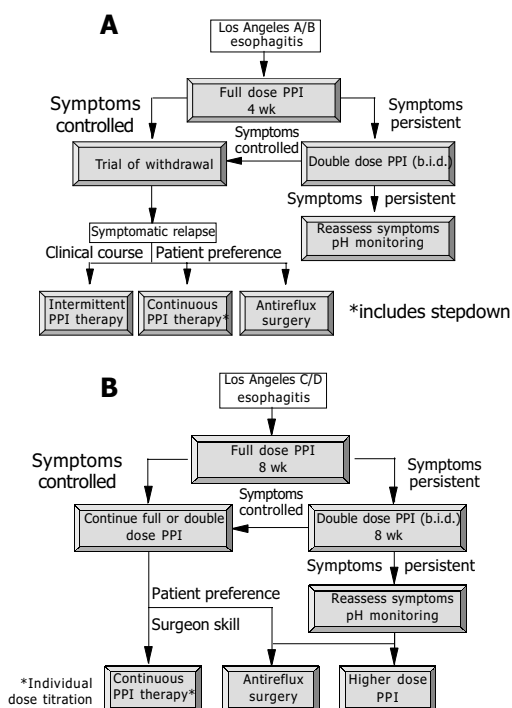 A
Los Angeles A/B
esophagitis
Full dose PPI
4 wk
Symptoms
controlled
Symptoms
persistent
Symptoms
controlled
Trial of withdrawal
Double dose PPI (b.i.d.)
Symptoms persistent
Reassess symptoms
pH monitoring
Symptomatic relapse
Clinical course
Patient preference
Intermittent
PPI therapy
Continuous
PPI therapy*
Antireflux
surgery
*includes stepdown
B
Los Angeles C/D
esophagitis
Full dose PPI
8 wk
Symptoms
controlled
Symptoms
persistent
Symptoms
controlled
Continue full or double
dose PPI
Double dose PPI (b.i.d.)
8 wk
Symptoms persistent
Reassess symptoms
pH monitoring
Patient preference
Surgeon skill
*Individual
dose titration
Continuous
PPI therapy*
Antireflux
surgery
Higher dose
PPI